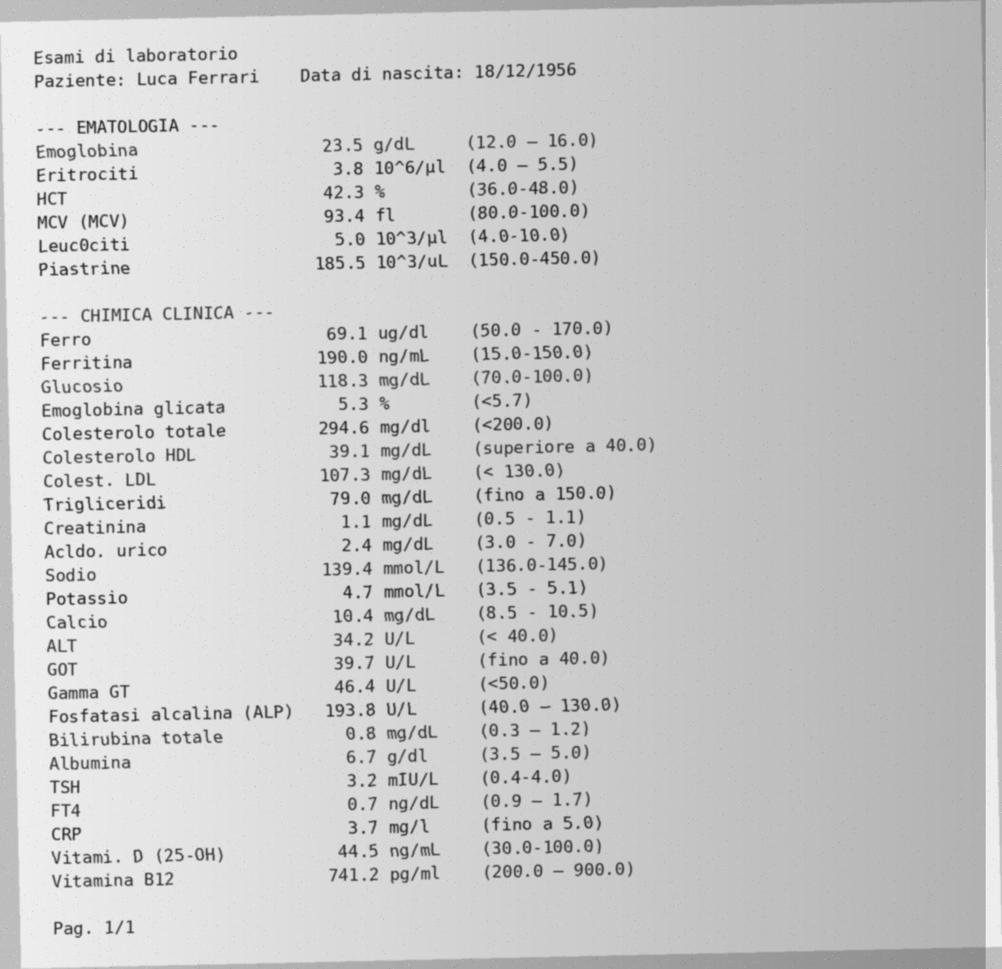 Esami di laboratorio
Paziente: Luca Ferrari Data di nascita: 18/12/1956
--- EMATOLOGIA ---
Emoglobina 23.5 g/dL (12.0 – 16.0)
Eritrociti 3.8 10^6/µl (4.0 – 5.5)
HCT 42.3 % (36.0-48.0)
MCV (MCV) 93.4 fl (80.0-100.0)
Leuc0citi 5.0 10^3/µl (4.0-10.0)
Piastrine 185.5 10^3/uL (150.0-450.0)
--- CHIMICA CLINICA ---
Ferro 69.1 ug/dl (50.0 - 170.0)
Ferritina 190.0 ng/mL (15.0-150.0)
Glucosio 118.3 mg/dL (70.0-100.0)
Emoglobina glicata 5.3 % (<5.7)
Colesterolo totale 294.6 mg/dl (<200.0)
Colesterolo HDL 39.1 mg/dL (superiore a 40.0)
Colest. LDL 107.3 mg/dL (< 130.0)
Trigliceridi 79.0 mg/dL (fino a 150.0)
Creatinina 1.1 mg/dL (0.5 - 1.1)
Acldo. urico 2.4 mg/dL (3.0 - 7.0)
Sodio 139.4 mmol/L (136.0-145.0)
Potassio 4.7 mmol/L (3.5 - 5.1)
Calcio 10.4 mg/dL (8.5 - 10.5)
ALT 34.2 U/L (< 40.0)
GOT 39.7 U/L (fino a 40.0)
Gamma GT 46.4 U/L (<50.0)
Fosfatasi alcalina (ALP) 193.8 U/L (40.0 – 130.0)
Bilirubina totale 0.8 mg/dL (0.3 – 1.2)
Albumina 6.7 g/dl (3.5 – 5.0)
TSH 3.2 mIU/L (0.4-4.0)
FT4 0.7 ng/dL (0.9 – 1.7)
CRP 3.7 mg/l (fino a 5.0)
Vitami. D (25-OH) 44.5 ng/mL (30.0-100.0)
Vitamina B12 741.2 pg/ml (200.0 – 900.0)
Pag. 1/1